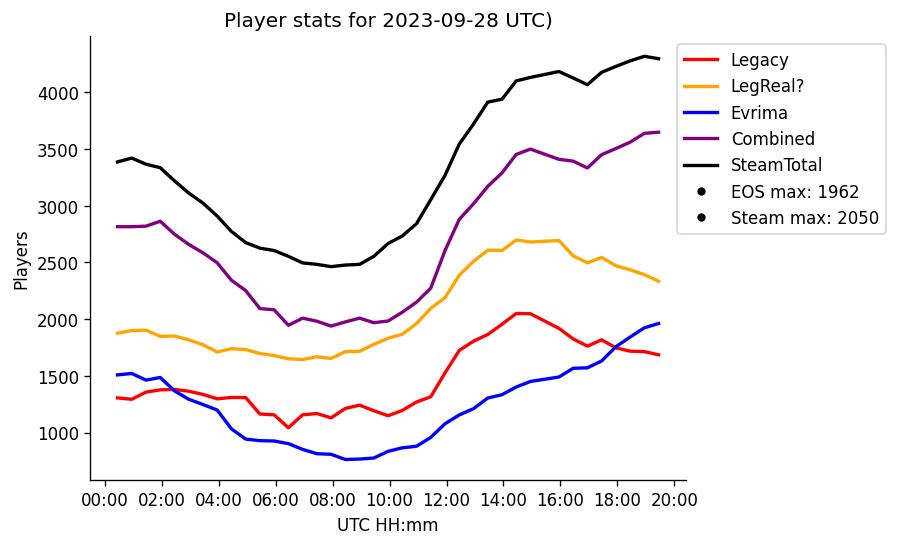 Player stats for 2023-09-28 UTC)
Legacy
LegReal?
Evrima
Combined
SteamTotal
EOS max: 1962
Steam max: 2050
Players
4000
3500
3000
2500
2000
1500
1000
00:00 02:00 04:00 06:00 08:00 10:00 12:00 14:00 16:00 18:00 20:00
UTC HH:mm